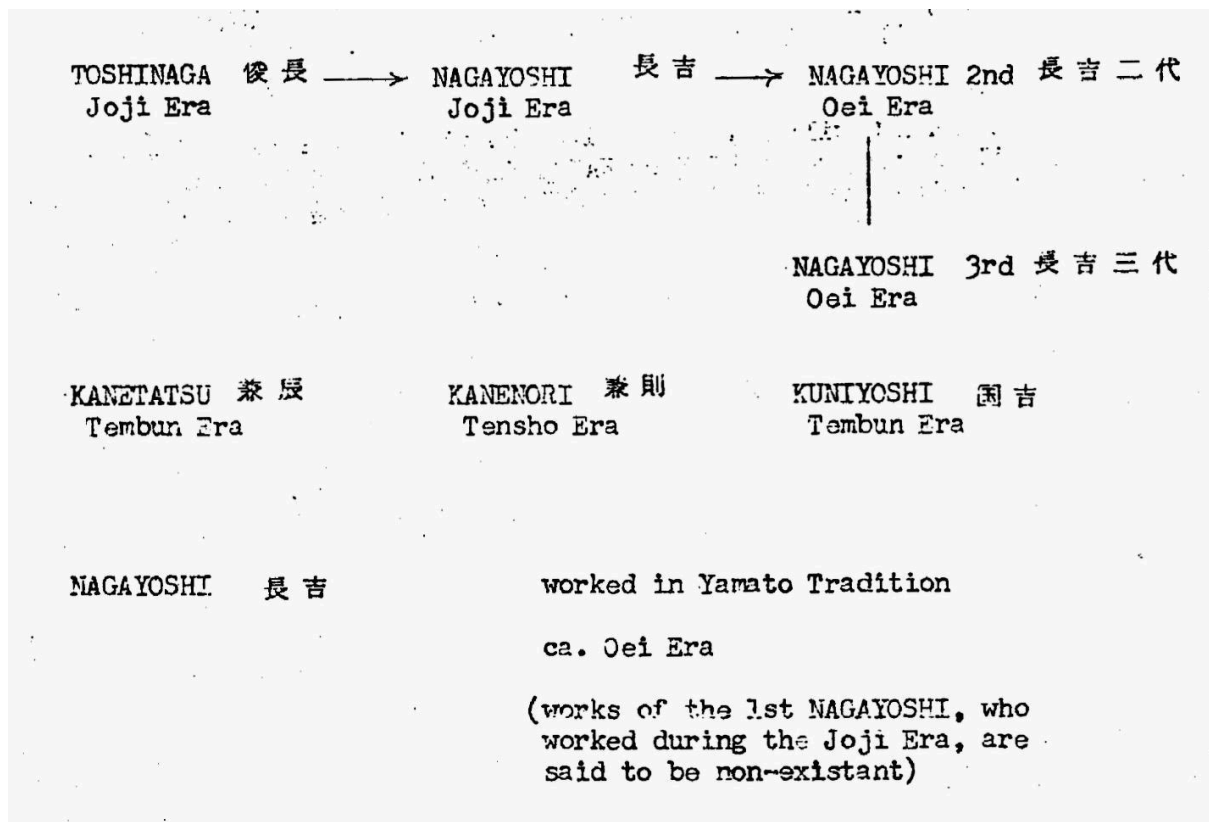 TOSHINAGA 俊長 → NAGAYOSHI 長吉 → NAGAYOSHI 2nd 長吉二代
Joji Era Joji Era Oei Era
NAGAYOSHI 3rd 長吉三代
Oei Era
KANETATSU 兼辰 KANENORI 兼則 KUNIYOSHI 国吉
Tembun Era Tensho Era Tembun Era
NAGAYOSHI 長吉 worked in Yamato Tradition
ca. Oei Era
(works of the 1st NAGAYOSHI, who
worked during the Joji Era, are
said to be non-existant)